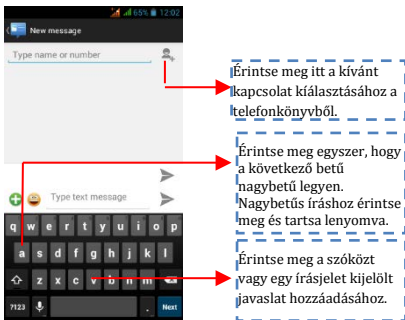 65% 12:02
New message
Type name or number
Type text message
q w e r t y u i o p
a s d f g h j k l
z x c v b n m
?123 . Next
Érintse meg itt a kívánt
kapcsolat kíálasztásához a
telefonkönyvből.
Érintse meg egyszer, hogy
a következő betű
nagybetű legyen.
Nagybetűs íráshoz érintse
meg és tartsa lenyomva.
Érintse meg a szóközt
vagy egy írásjelet kijelölt
javaslat hozzáadásához.